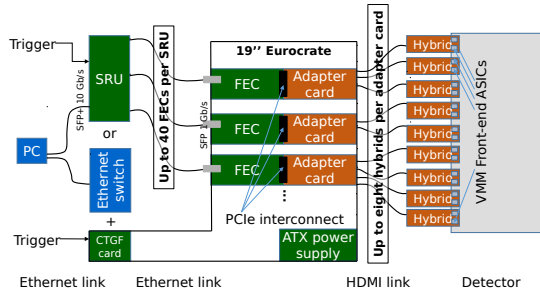 Trigger
SRU
SFP+ 10 Gb/s
or
PC
Ethernet
switch
+
Trigger
CTGF
card
Up to 40 FECs per SRU
19’’ Eurocrate
SFP 1 Gb/s
FEC
Adapter
card
FEC
Adapter
card
FEC
Adapter
card
...
PCIe interconnect
ATX power
supply
Up to eight hybrids per adapter card
Hybrid
Hybrid
Hybrid
Hybrid
Hybrid
Hybrid
Hybrid
Hybrid
Hybrid
VMM Front-end ASICs
Ethernet link
Ethernet link
HDMI link
Detector